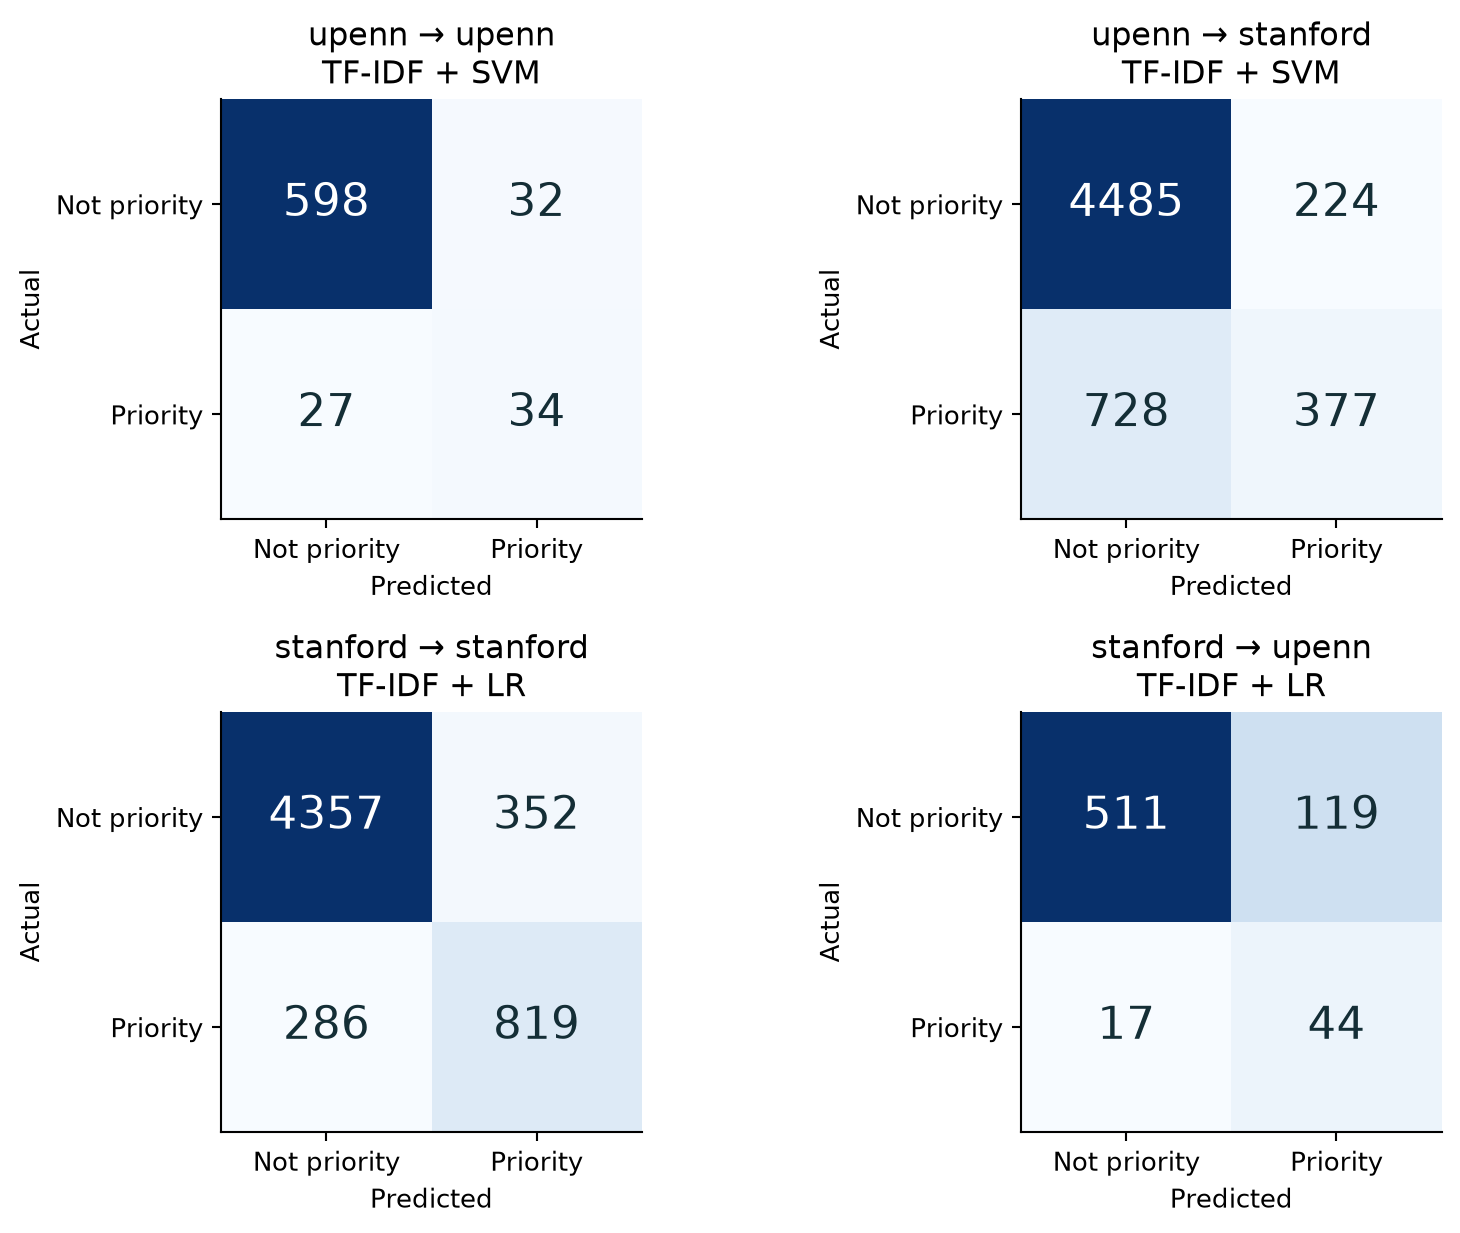 upenn → upenn
TF-IDF + SVM
Actual
Not priority
598
32
Priority
27
34
Not priority
Priority
Predicted
upenn → stanford
TF-IDF + SVM
Actual
Not priority
4485
224
Priority
728
377
Not priority
Priority
Predicted
stanford → stanford
TF-IDF + LR
Actual
Not priority
4357
352
Priority
286
819
Not priority
Priority
Predicted
stanford → upenn
TF-IDF + LR
Actual
Not priority
511
119
Priority
17
44
Not priority
Priority
Predicted